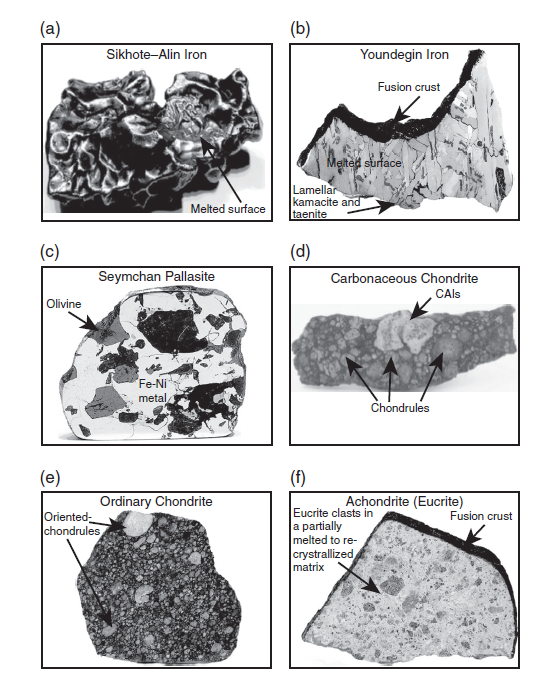 (a)
Sikhote–Alin Iron
Melted surface
(b)
Youndegin Iron
Fusion crust
Melted surface
Lamellar
kamacite and
taenite
(c)
Seymchan Pallasite
Olivine
Fe-Ni
metal
(d)
Carbonaceous Chondrite
CAIs
Chondrules
(e)
Ordinary Chondrite
Oriented-
chondrules
(f)
Achondrite (Eucrite)
Eucrite clasts in
a partially
melted to re-
crystrallized
matrix
Fusion crust